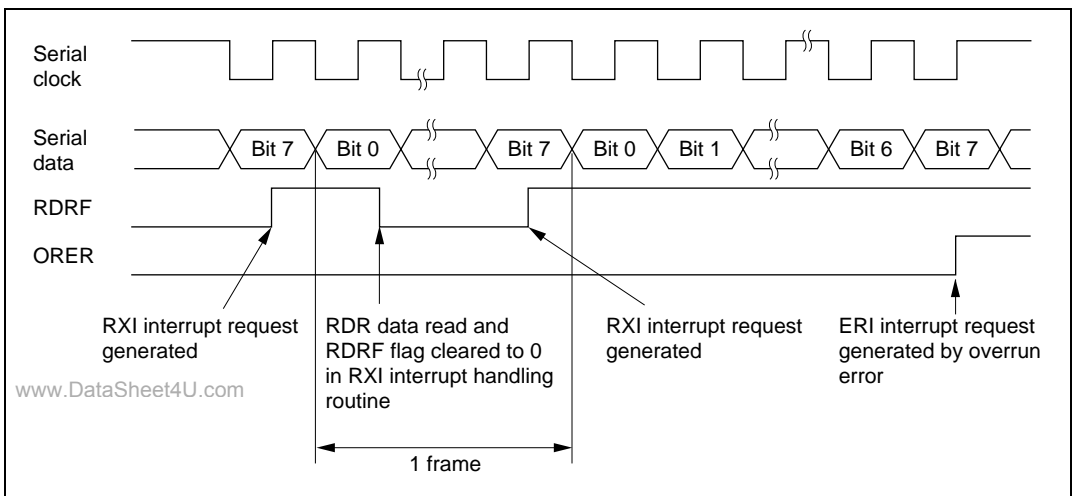 Serial
clock
Serial
data
Bit 7
Bit 0
Bit 7
Bit 0
Bit 1
Bit 6
Bit 7
RDRF
ORER
RXI interrupt request
generated
RDR data read and
RDRF flag cleared to 0
in RXI interrupt handling
routine
RXI interrupt request
generated
ERI interrupt request
generated by overrun
error
www.DataSheet4U.com
1 frame